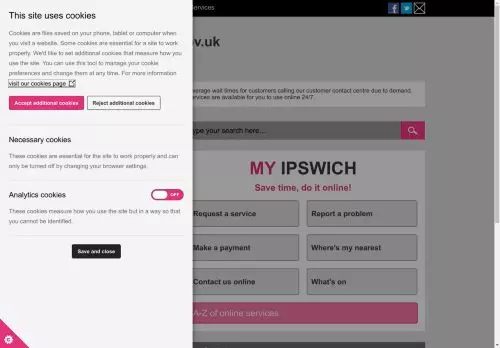 This site uses cookies
Cookies are files saved on your phone, tablet or computer when
you visit a website. Some cookies are essential for a site to work
properly. We'd like to set additional cookies that measure how you
use the site. You can use this tool to manage your cookie
preferences and change them at any time. For more information
visit our cookies page
Accept additional cookies
Reject additional cookies
Necessary cookies
These cookies are essential for the site to work properly and can
only be turned off by changing your browser settings.
Analytics cookies
OFF
These cookies measure how you use the site but in a way so that
you cannot be identified.
Save and close
Services
.uk
verage wait times for customers calling our customer contact centre due to demand.
ervices are available for you to use online 24/7.
ype your search here...
MY IPSWICH
Save time, do it online!
Request a service
Report a problem
Make a payment
Where's my nearest
Contact us online
What's on
A-Z of online services